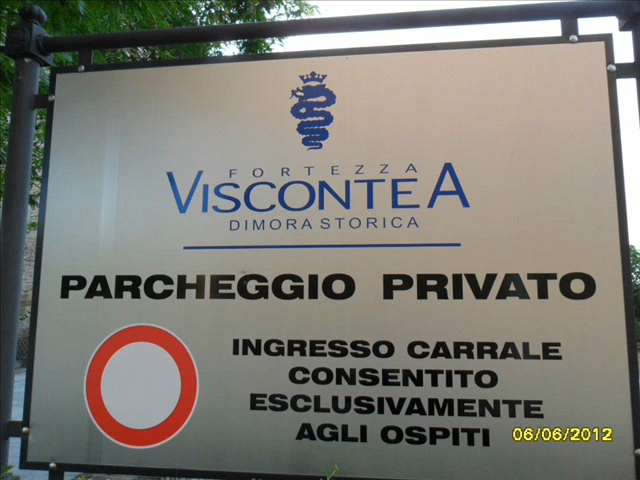 FORTEZZA
VISCONTEA
DIMORA STORICA
PARCHEGGIO PRIVATO
INGRESSO CARRALE
CONSENTITO
ESCLUSIVAMENTE
AGLI OSPITI
06/06/2012